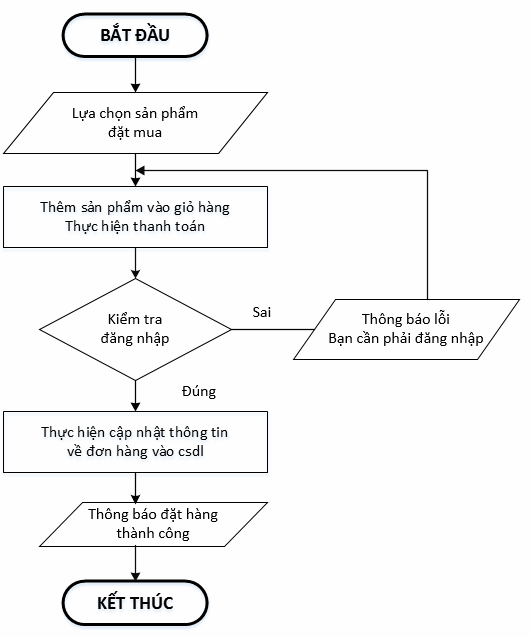 BẮT ĐẦU
Lựa chọn sản phẩm
đặt mua
Thêm sản phẩm vào giỏ hàng
Thực hiện thanh toán
Kiểm tra
đăng nhập
Sai
Thông báo lỗi
Bạn cần phải đăng nhập
Đúng
Thực hiện cập nhật thông tin
về đơn hàng vào csdl
Thông báo đặt hàng
thành công
KẾT THÚC